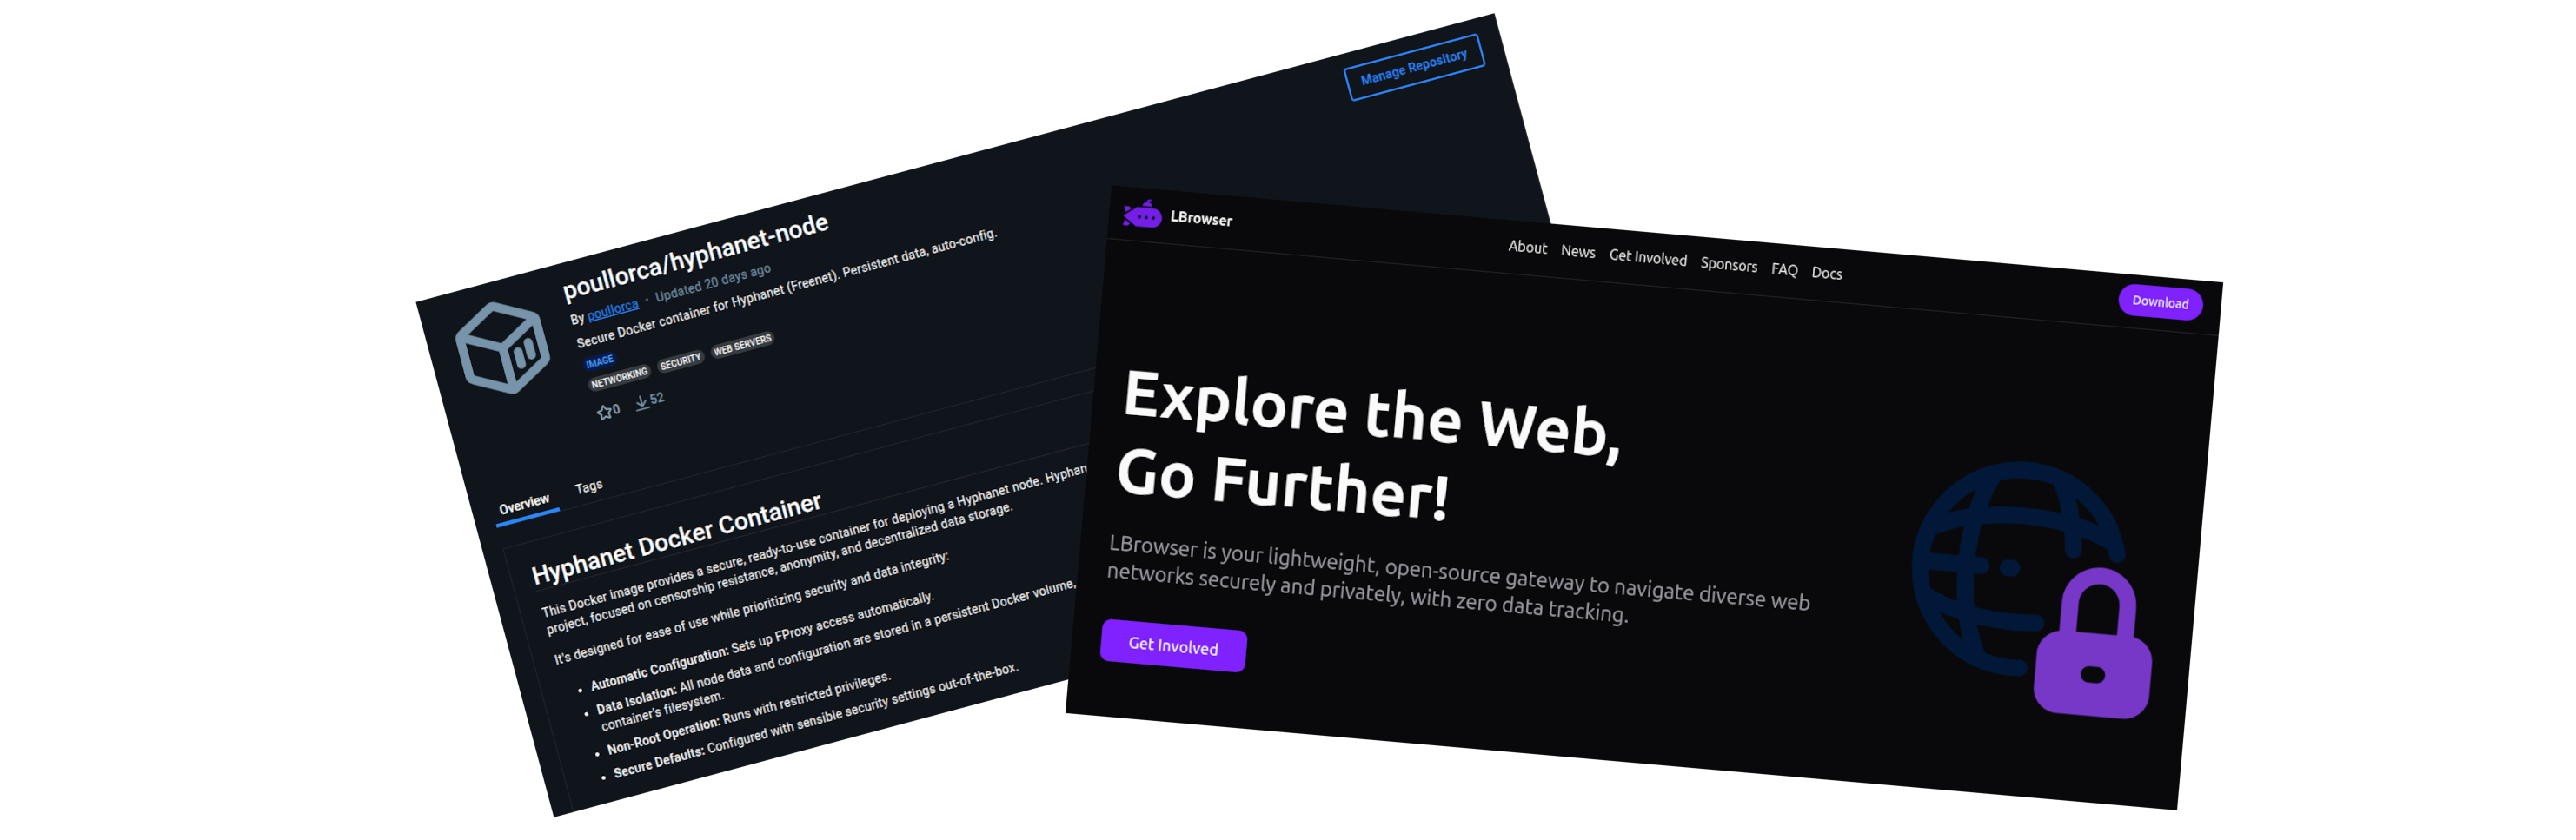 Manage Repository
poullorca/hyphanet-node
By poullorca · Updated 20 days ago
Secure Docker container for Hyphanet (Freenet). Persistent data, auto-config.
IMAGE
NETWORKING SECURITY WEB SERVERS
0 52
Overview Tags
Hyphanet Docker Container
This Docker image provides a secure, ready-to-use container for deploying a Hyphanet node. Hyphan
project, focused on censorship resistance, anonymity, and decentralized data storage.
It's designed for ease of use while prioritizing security and data integrity:
• Automatic Configuration: Sets up FProxy access automatically.
• Data Isolation: All node data and configuration are stored in a persistent Docker volume,
container's filesystem.
• Non-Root Operation: Runs with restricted privileges.
• Secure Defaults: Configured with sensible security settings out-of-the-box.
LBrowser
About News Get Involved Sponsors FAQ Docs
Download
Explore the Web,
Go Further!
LBrowser is your lightweight, open-source gateway to navigate diverse web
networks securely and privately, with zero data tracking.
Get Involved